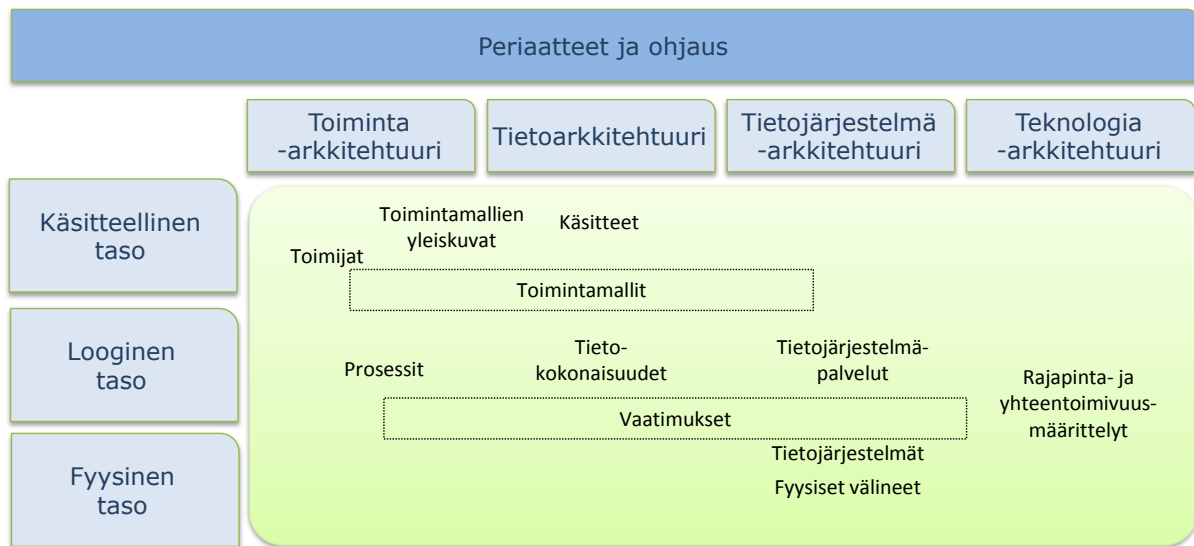 Periaatteet ja ohjaus
Toiminta
-arkkitehtuuri
Tietoarkkitehtuuri
Tietojärjestelmä
-arkkitehtuuri
Teknologia
-arkkitehtuuri
Käsitteellinen
taso
Toimintamallien
yleiskuvat
Käsitteet
Toimijat
Toimintamallit
Looginen
taso
Prosessit
Tieto-
kokonaisuudet
Tietojärjestelmä-
palvelut
Rajapinta- ja
yhteentoimivuus-
määrittelyt
Vaatimukset
Fyysinen
taso
Tietojärjestelmät
Fyysiset välineet